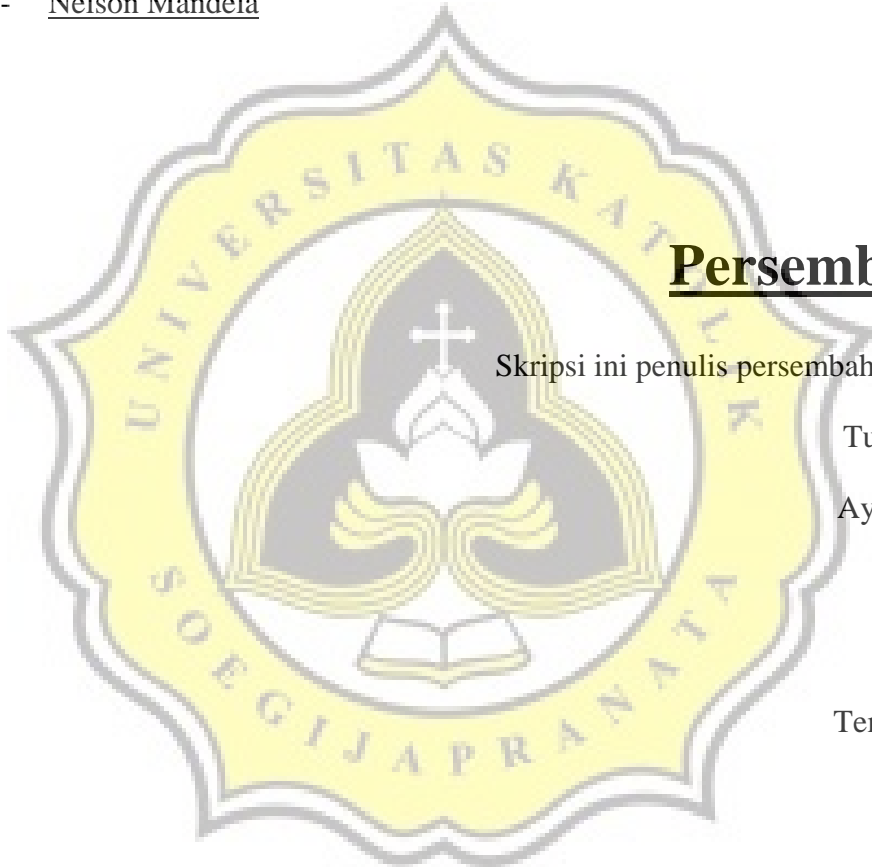 - Nelson Mandela
UNIVERSITAS KATOLIK
Persemb
Skripsi ini penulis persembah
Tu
Ay
Ter
SOEGIJAPRANATA